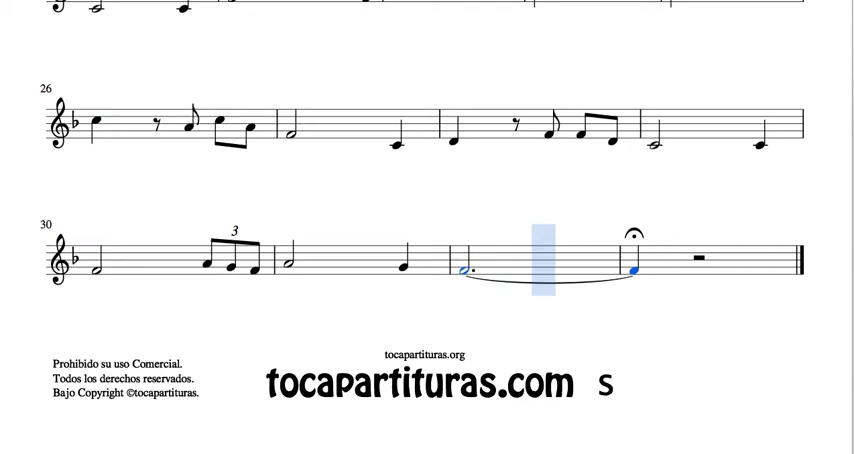 26
30
3
tocapartituras.org
Prohibido su uso Comercial.
Todos los derechos reservados.
Bajo Copyright ©tocapartituras.
tocapartituras.com s